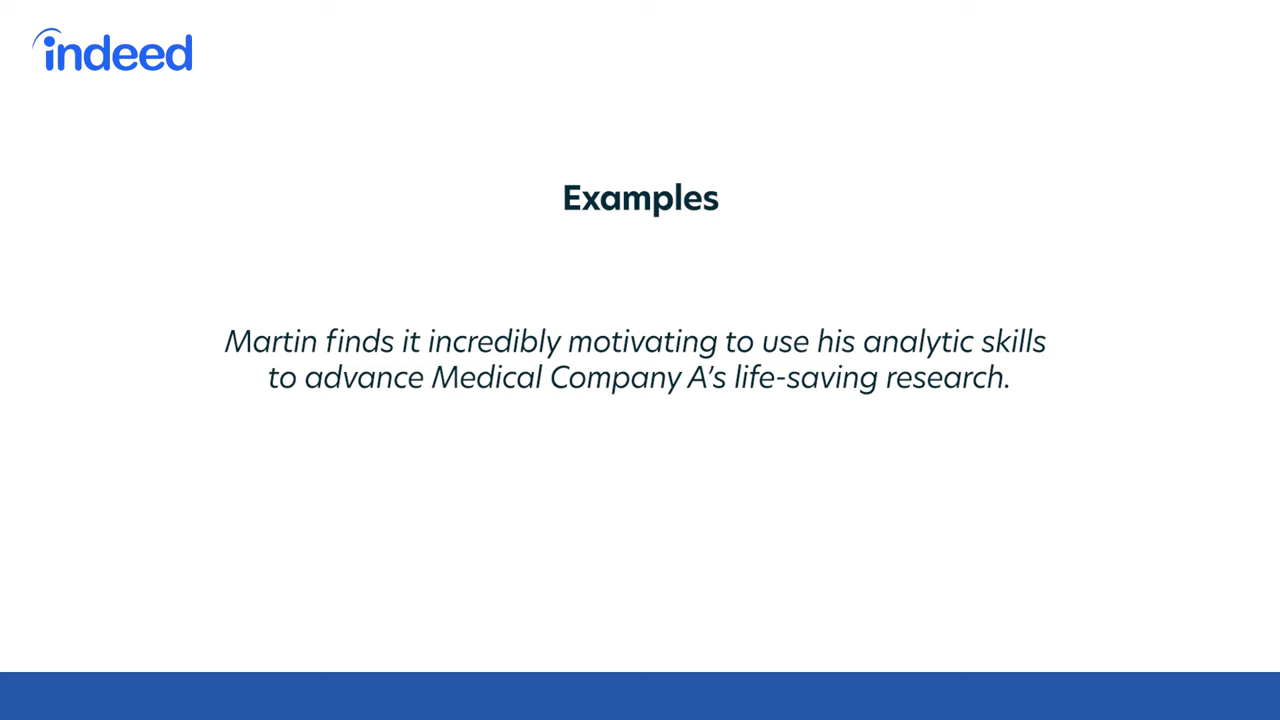 indeed
Examples
Martin finds it incredibly motivating to use his analytic skills
to advance Medical Company A's life-saving research.